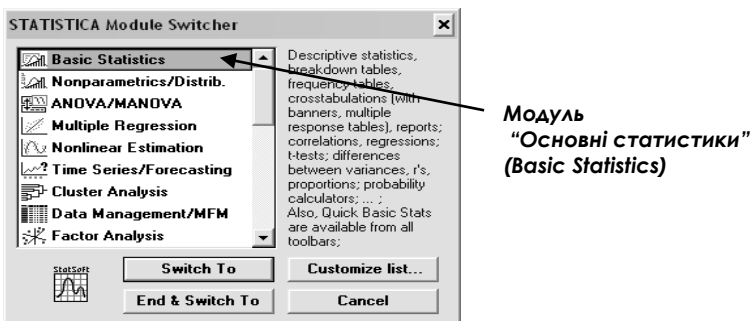 STATISTICA Module Switcher
Basic Statistics
Nonparametrics/Distrib.
ANOVA/MANOVA
Multiple Regression
Nonlinear Estimation
Time Series/Forecasting
Cluster Analysis
Data Management/MFM
Factor Analysis
Descriptive statistics,
breakdown tables,
frequency tables,
crosstabulations (with
banners, multiple
response tables), reports;
correlations, regressions;
t-tests; differences
between variances, r's,
proportions; probability
calculators; ... ;
Also, Quick Basic Stats
are available from all
toolbars;
StatSoft
Switch To
Customize list...
End & Switch To
Cancel
Модуль
“Основні статистики”
(Basic Statistics)